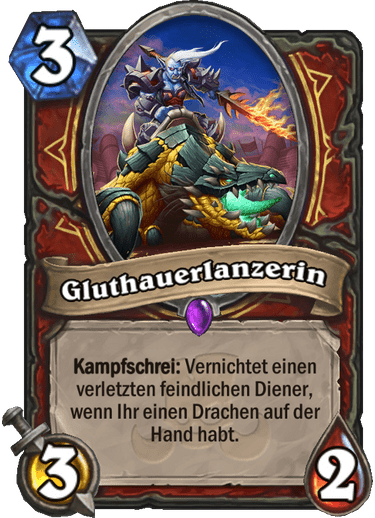 3
Gluthauerlanzerin
Kampfschrei: Vernichtet einen
verletzten feindlichen Diener,
wenn Ihr einen Drachen auf der
Hand habt.
3
2